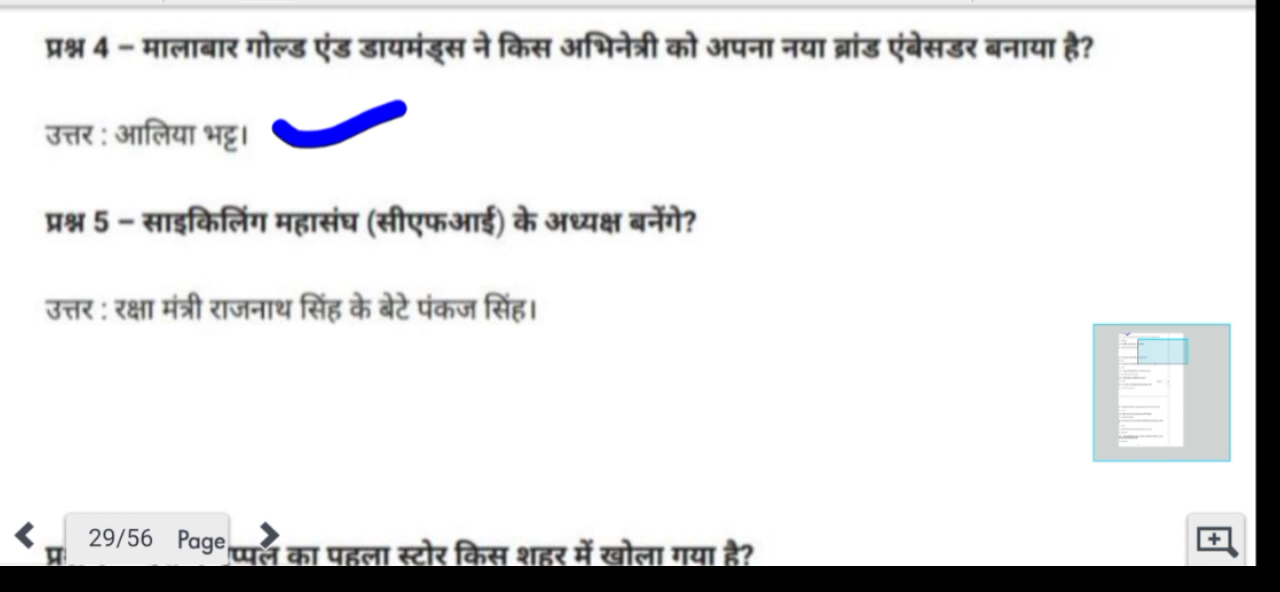 प्रश्न 4 – मालाबार गोल्ड एंड डायमंड्स ने किस अभिनेत्री को अपना नया ब्रांड एंबेसडर बनाया है?
उत्तर : आलिया भट्ट।
प्रश्न 5 – साइकिलिंग महासंघ (सीएफआई) के अध्यक्ष बनेंगे?
उत्तर : रक्षा मंत्री राजनाथ सिंह के बेटे पंकज सिंह।
29/56 Page
का पहला स्टोर किस शहर में खोला गया है?